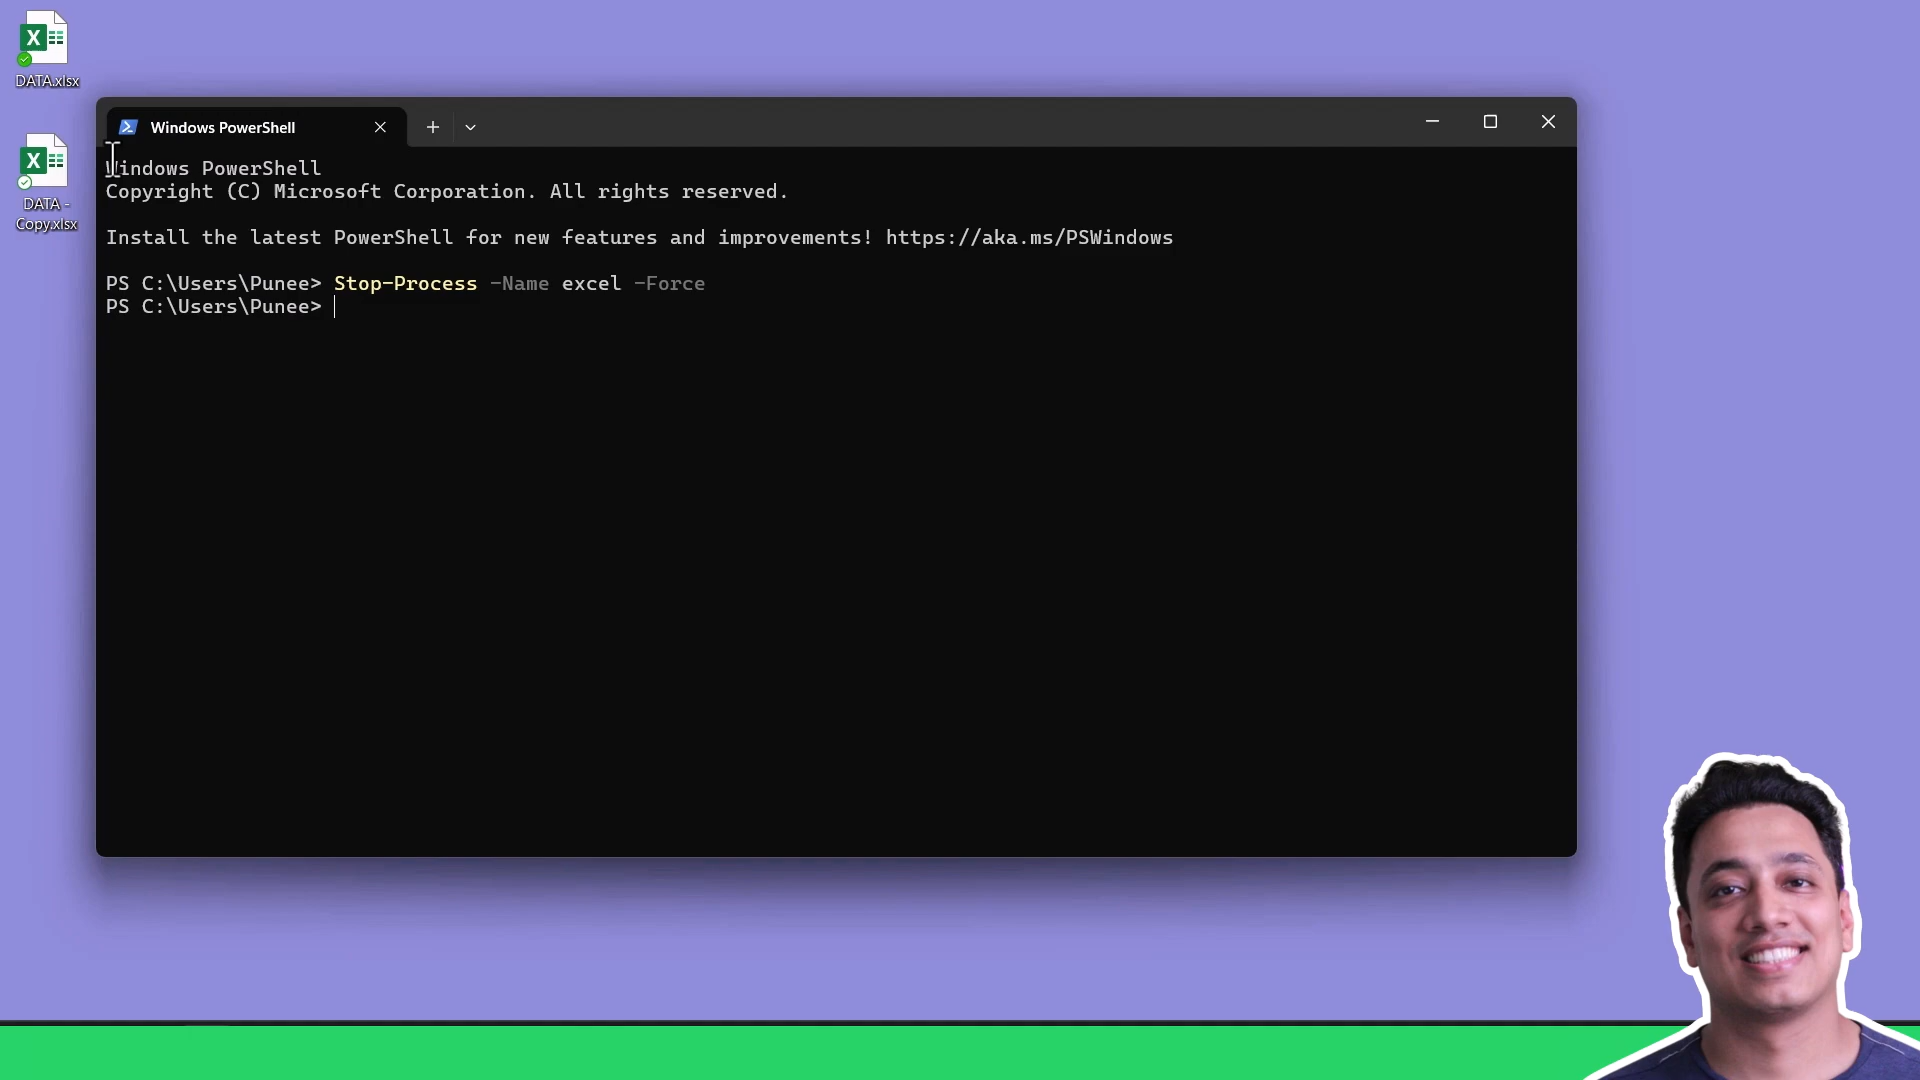 DATA.xlsx
DATA -
Copy.xlsx
Windows PowerShell
Windows PowerShell
Copyright (C) Microsoft Corporation. All rights reserved.
Install the latest PowerShell for new features and improvements! https://aka.ms/PSWindows
PS C:\Users\Punee> Stop-Process -Name excel -Force
PS C:\Users\Punee>